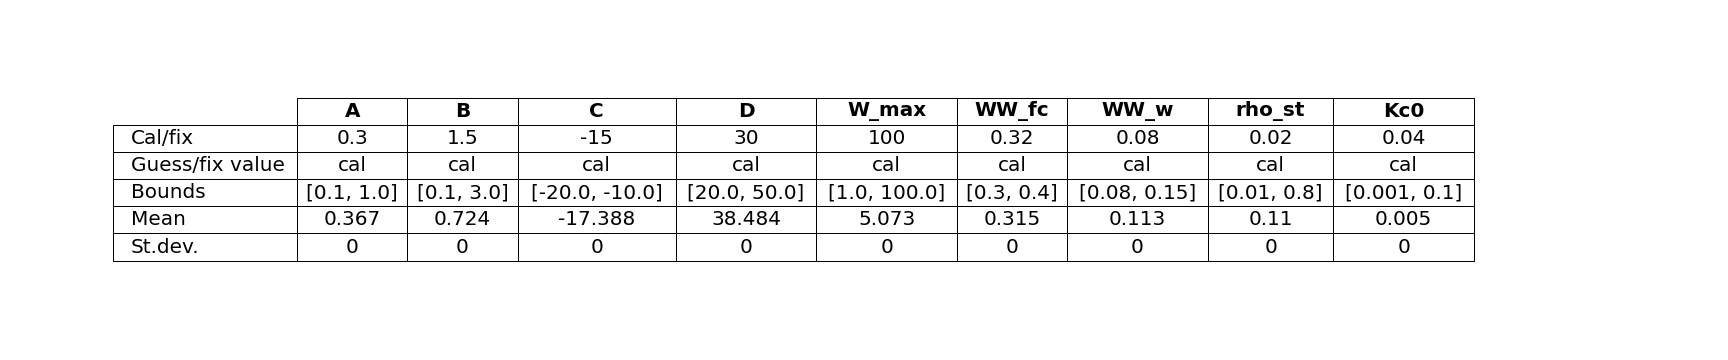 A B C D W_max WW_fc WW_w rho_st Kc0
Cal/fix 0.3 1.5 -15 30 100 0.32 0.08 0.02 0.04
Guess/fix value cal cal cal cal cal cal cal cal cal
Bounds [0.1, 1.0] [0.1, 3.0] [-20.0, -10.0] [20.0, 50.0] [1.0, 100.0] [0.3, 0.4] [0.08, 0.15] [0.01, 0.8] [0.001, 0.1]
Mean 0.367 0.724 -17.388 38.484 5.073 0.315 0.113 0.11 0.005
St.dev. 0 0 0 0 0 0 0 0 0